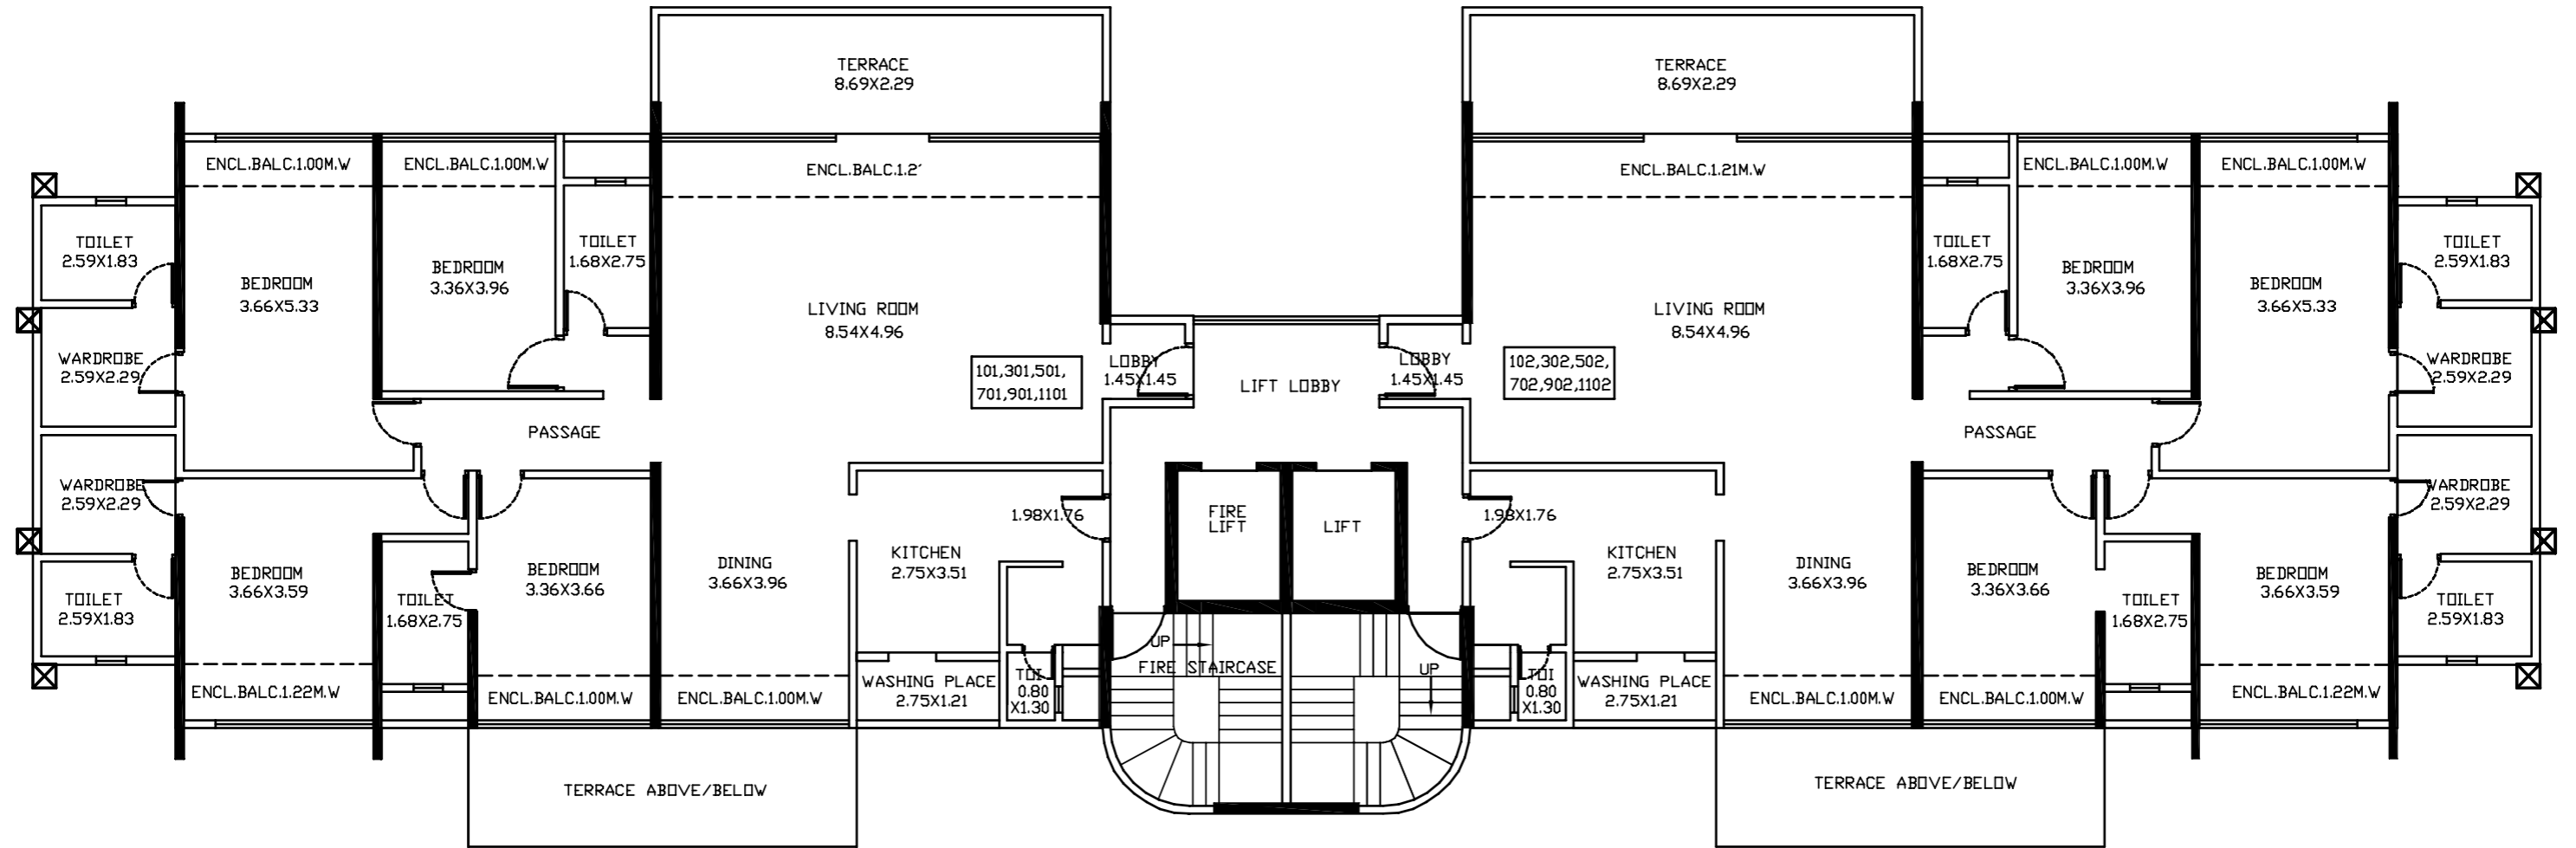 TERRACE
8.69X2.29
TERRACE
8.69X2.29
ENCL.BALC.1.00M.W
ENCL.BALC.1.00M.W
ENCL.BALC.1.2
ENCL.BALC.1.21M.W
ENCL.BALC.1.00M.W
ENCL.BALC.1.00M.W
TOILET
2.59X1.83
BEDROOM
3.66X5.33
BEDROOM
3.36X3.96
TOILET
1.68X2.75
LIVING ROOM
8.54X4.96
LIVING ROOM
8.54X4.96
TOILET
1.68X2.75
BEDROOM
3.36X3.96
BEDROOM
3.66X5.33
TOILET
2.59X1.83
WARDROBE
2.59X2.29
101,301,501,
701,901,1101
LOBBY
1.45X1.45
LIFT LOBBY
LOBBY
1.45X1.45
102,302,502,
702,902,1102
WARDROBE
2.59X2.29
PASSAGE
PASSAGE
WARDROBE
2.59X2.29
1.98X1.76
FIRE
LIFT
LIFT
1.98X1.76
WARDROBE
2.59X2.29
TOILET
2.59X1.83
BEDROOM
3.66X3.59
TOILET
1.68X2.75
BEDROOM
3.36X3.66
DINING
3.66X3.96
KITCHEN
2.75X3.51
KITCHEN
2.75X3.51
DINING
3.66X3.96
BEDROOM
3.36X3.66
TOILET
1.68X2.75
BEDROOM
3.66X3.59
TOILET
2.59X1.83
UP
FIRE STAIRCASE
UP
ENCL.BALC.1.22M.W
ENCL.BALC.1.00M.W
ENCL.BALC.1.00M.W
WASHING PLACE
2.75X1.21
TOI
0.80
X1.30
TOI
0.80
X1.30
WASHING PLACE
2.75X1.21
ENCL.BALC.1.00M.W
ENCL.BALC.1.00M.W
ENCL.BALC.1.22M.W
TERRACE ABOVE/BELOW
TERRACE ABOVE/BELOW